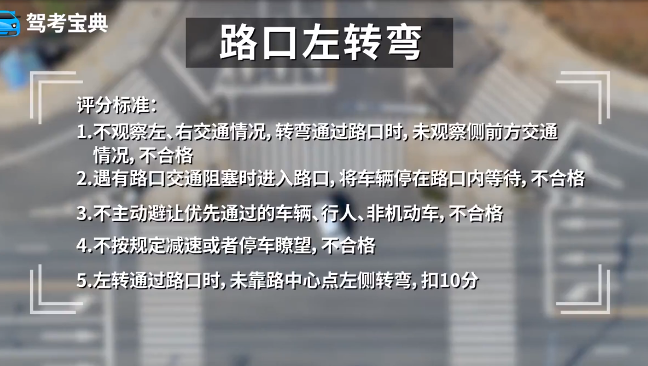 驾考宝典
路口左转弯
评分标准：
1.不观察左、右交通情况，转弯通过路口时，未观察侧前方交通
情况，不合格
2.遇有路口交通阻塞时进入路口，将车辆停在路口内等待，不合格
3.不主动避让优先通过的车辆、行人、非机动车，不合格
4.不按规定减速或者停车瞭望，不合格
5.左转通过路口时，未靠路中心点左侧转弯，扣10分